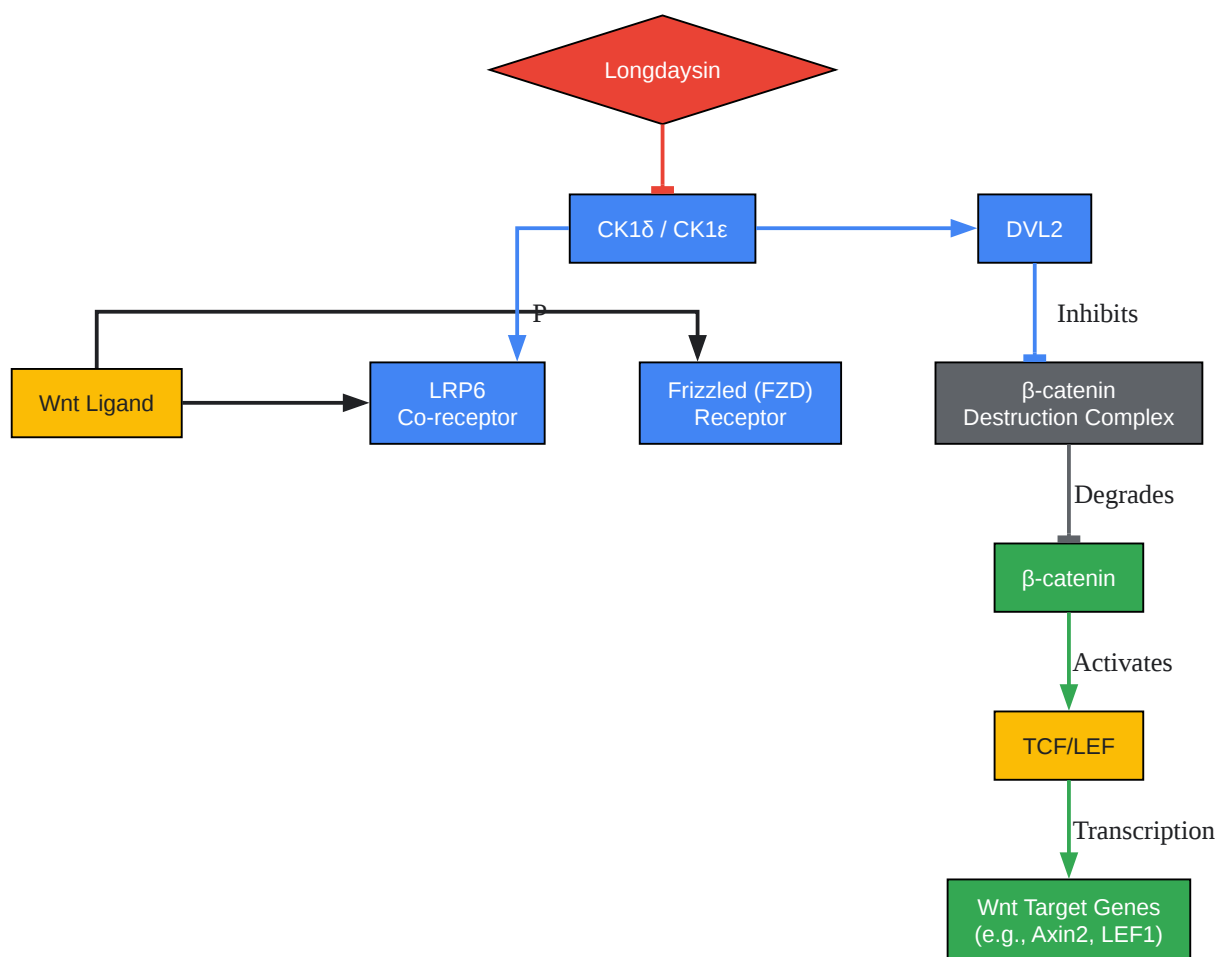 Longdaysin
CK1δ / CK1ε
DVL2
P
Inhibits
Wnt Ligand
LRP6
Co-receptor
Frizzled (FZD)
Receptor
β-catenin
Destruction Complex
Degrades
β-catenin
Activates
TCF/LEF
Transcription
Wnt Target Genes
(e.g., Axin2, LEF1)